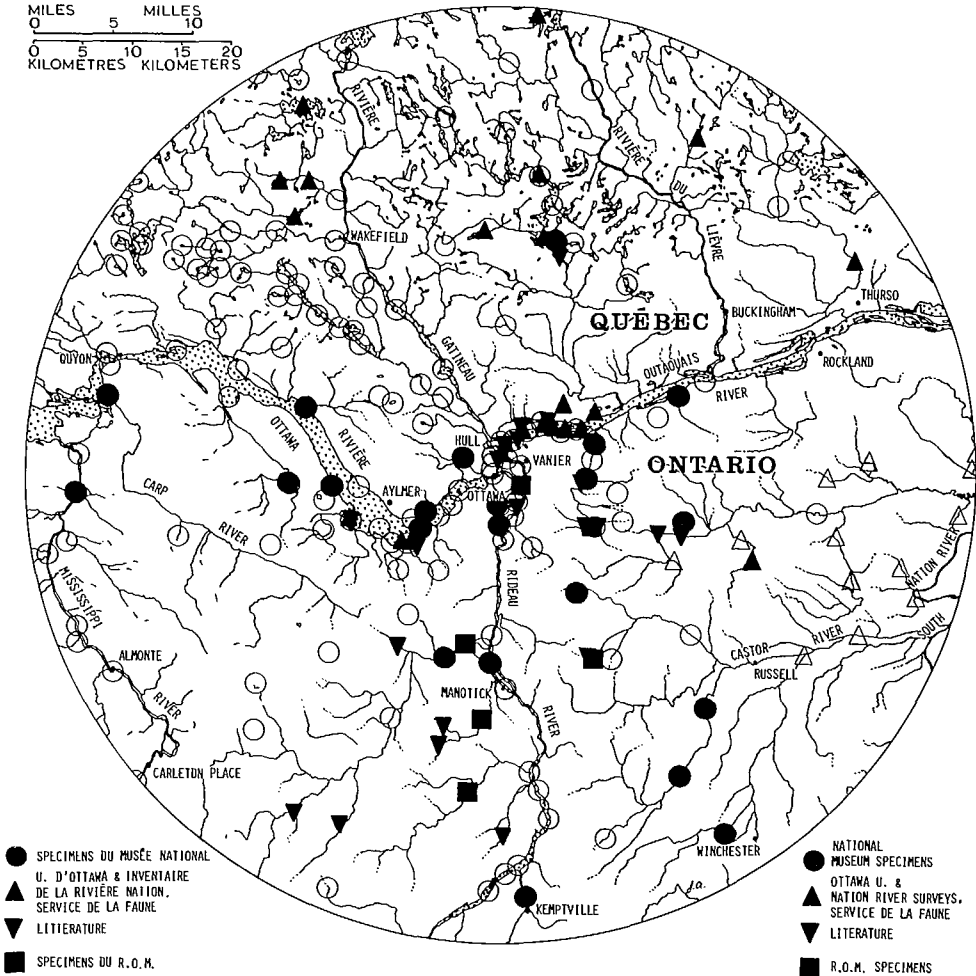 MILES MILLES
0 5 10
0 5 10 15 20
KILOMÈTRES KILOMETERS
RIVIÈRE
RIVIÈRE
DU
LIÈVRE
WAKEFIELD
THURSO
BUCKINGHAM
QUÉBEC
GATINEAU
ROCKLAND
QUYON
OUTAOUAIS
RIVER
OTTAWA
RIVIÈRE
HULL
VANIER
ONTARIO
AYLMER
OTTAWA
CARP
RIVER
NATION RIVER
RIDEAU
MISSISSIPPI
RIVER
SOUTH
CASTOR
RIVER
RUSSELL
ALMONTE
MANOTICK
RIVER
CARLETON PLACE
WINCHESTER
J.A.
KEMPTVILLE
SPECIMENS DU MUSÉE NATIONAL
U. D'OTTAWA & INVENTAIRE
DE LA RIVIÈRE NATION,
SERVICE DE LA FAUNE
LITIERATURE
SPECIMENS DU R.O.M.
NATIONAL
MUSEUM SPECIMENS
OTTAWA U. &
NATION RIVER SURVEYS,
SERVICE DE LA FAUNE
LITERATURE
R.O.M. SPECIMENS